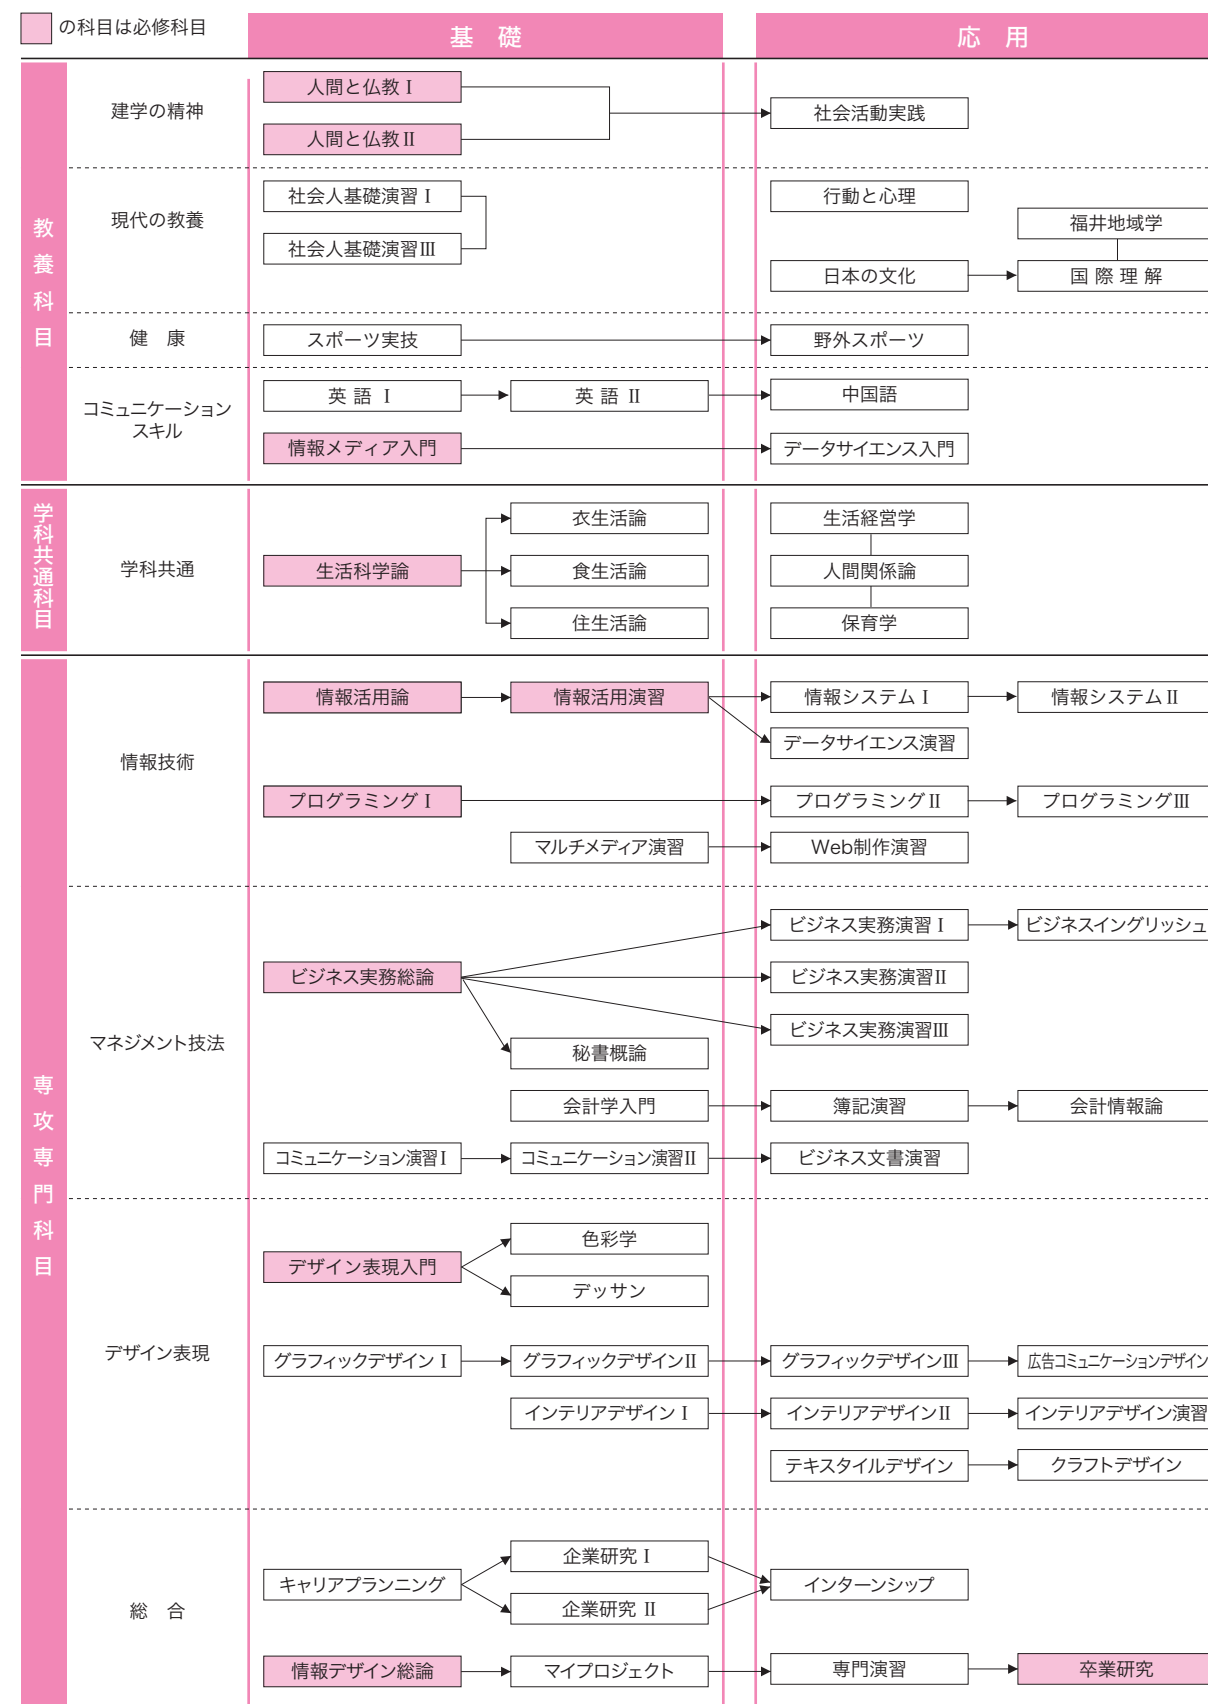 の科目は必修科目
基　礎
応　用
教養科目
建学の精神
人間と仏教 Ⅰ
人間と仏教 Ⅱ
社会活動実践
現代の教養
社会人基礎演習 Ⅰ
社会人基礎演習Ⅲ
行動と心理
福井地域学
日本の文化
国 際 理 解
健　康
スポーツ実技
野外スポーツ
コミュニケーション
スキル
英 語 Ⅰ
英 語 Ⅱ
中国語
情報メディア入門
データサイエンス入門
学科共通科目
学科共通
生活科学論
衣生活論
食生活論
住生活論
生活経営学
人間関係論
保育学
専攻専門科目
情報技術
情報活用論
情報活用演習
情報システム Ⅰ
情報システム Ⅱ
データサイエンス演習
プログラミング Ⅰ
プログラミング Ⅱ
プログラミングⅢ
マルチメディア演習
Web制作演習
マネジメント技法
ビジネス実務総論
ビジネス実務演習 Ⅰ
ビジネスイングリッシュ
ビジネス実務演習Ⅱ
ビジネス実務演習Ⅲ
秘書概論
会計学入門
簿記演習
会計情報論
コミュニケーション演習Ⅰ
コミュニケーション演習Ⅱ
ビジネス文書演習
デザイン表現
デザイン表現入門
色彩学
デッサン
グラフィックデザイン Ⅰ
グラフィックデザインⅡ
グラフィックデザインⅢ
広告コミュニケーションデザイン
インテリアデザイン Ⅰ
インテリアデザインⅡ
インテリアデザイン演習
テキスタイルデザイン
クラフトデザイン
総　合
キャリアプランニング
企業研究 Ⅰ
企業研究 Ⅱ
インターンシップ
情報デザイン総論
マイプロジェクト
専門演習
卒業研究